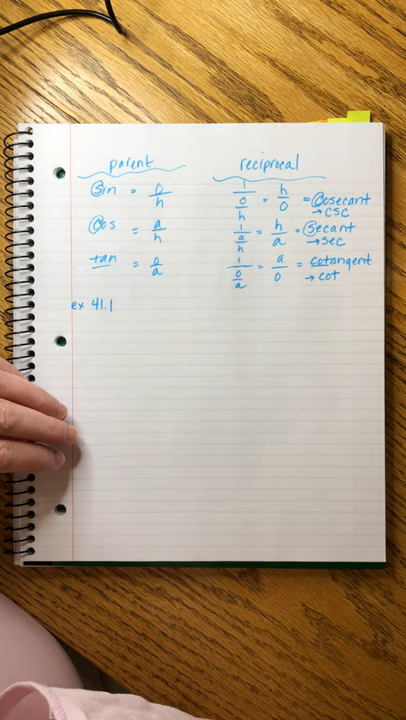 parent reciprocal
sin = o/h 1/(o/h) = h/o = cosecant
→ csc
cos = a/h 1/(a/h) = h/a = secant
→ sec
tan = o/a 1/(o/a) = a/o = cotangent
→ cot
ex 41.1